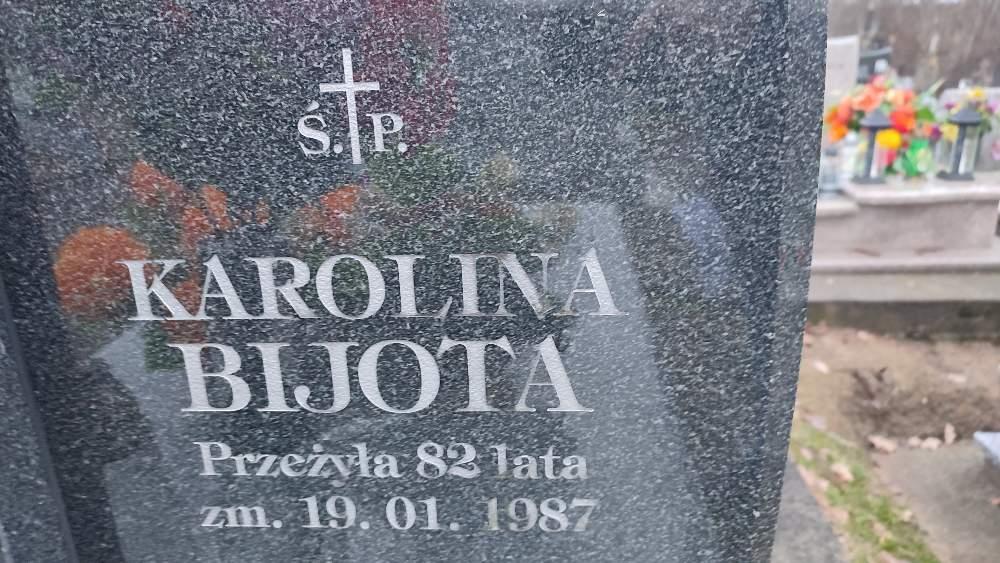 Ś. P.
KAROLINA
BIJOTA
Przeżyła 82 lata
zm. 19. 01. 1987